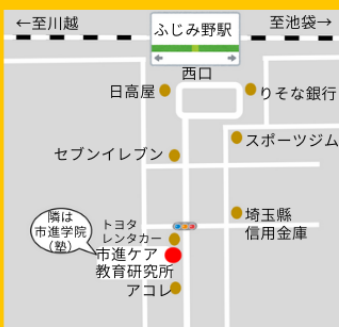 ←至川越
ふじみ野駅
至池袋→
西口
日高屋
りそな銀行
スポーツジム
セブンイレブン
隣は
市進学院
（塾）
トヨタ
レンタカー
埼玉縣
信用金庫
市進ケア
教育研究所
アコレ